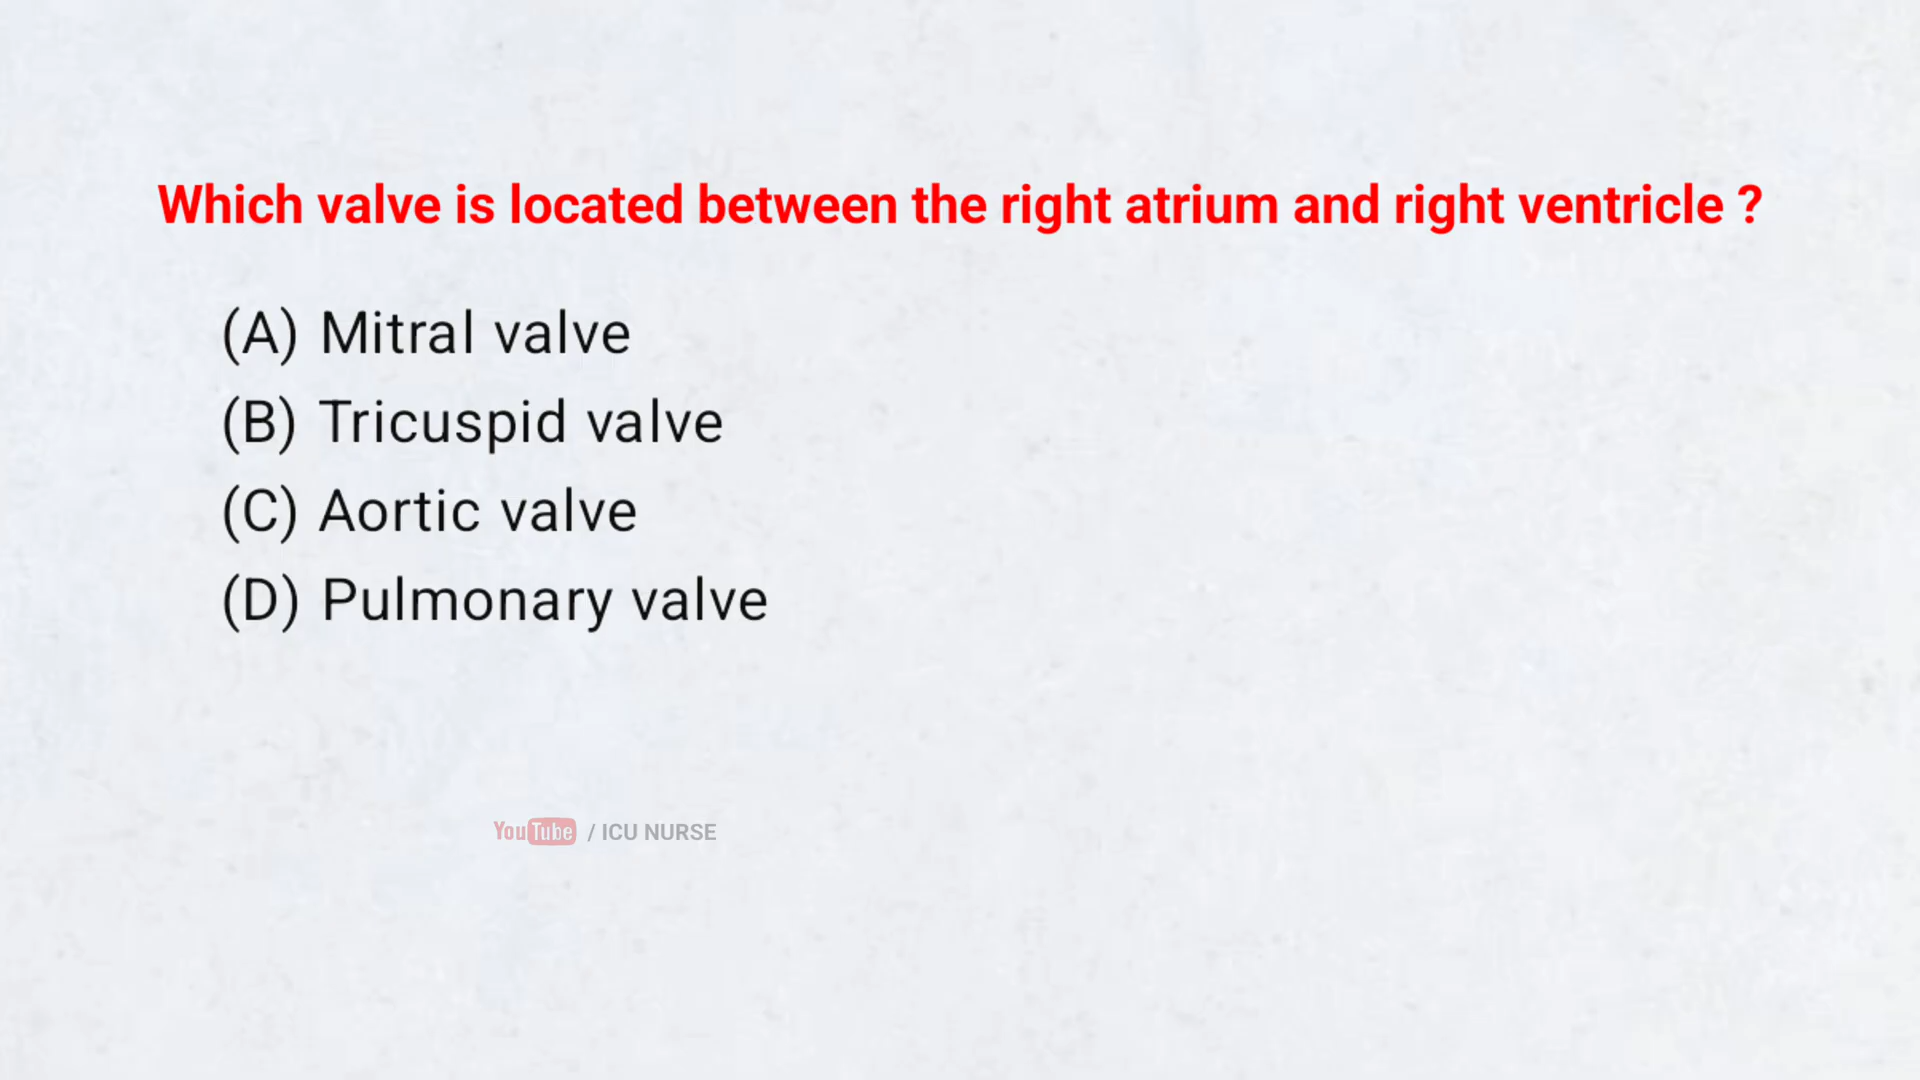 Which valve is located between the right atrium and right ventricle ?
(A) Mitral valve
(B) Tricuspid valve
(C) Aortic valve
(D) Pulmonary valve
YouTube / ICU NURSE